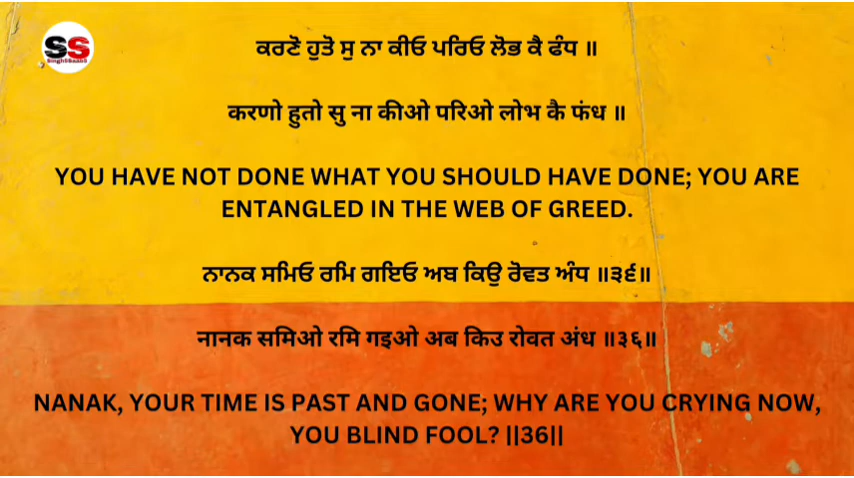 SS
SinghSaanG
ਕਰਣੋ ਹੁਤੋ ਸੁ ਨਾ ਕੀਓ ਪਰਿਓ ਲੋਭ ਕੈ ਫੰਧ ॥
करणो हुतो सु ना कीओ परिओ लोभ कै फंध ॥
YOU HAVE NOT DONE WHAT YOU SHOULD HAVE DONE; YOU ARE
ENTANGLED IN THE WEB OF GREED.
ਨਾਨਕ ਸਮਿਓ ਰਮਿ ਗਇਓ ਅਬ ਕਿਉ ਰੋਵਤ ਅੰਧ ॥੩੬॥
नानक समिओ रमि गइओ अब किउ रोवत अंध ॥३६॥
NANAK, YOUR TIME IS PAST AND GONE; WHY ARE YOU CRYING NOW,
YOU BLIND FOOL? ||36||